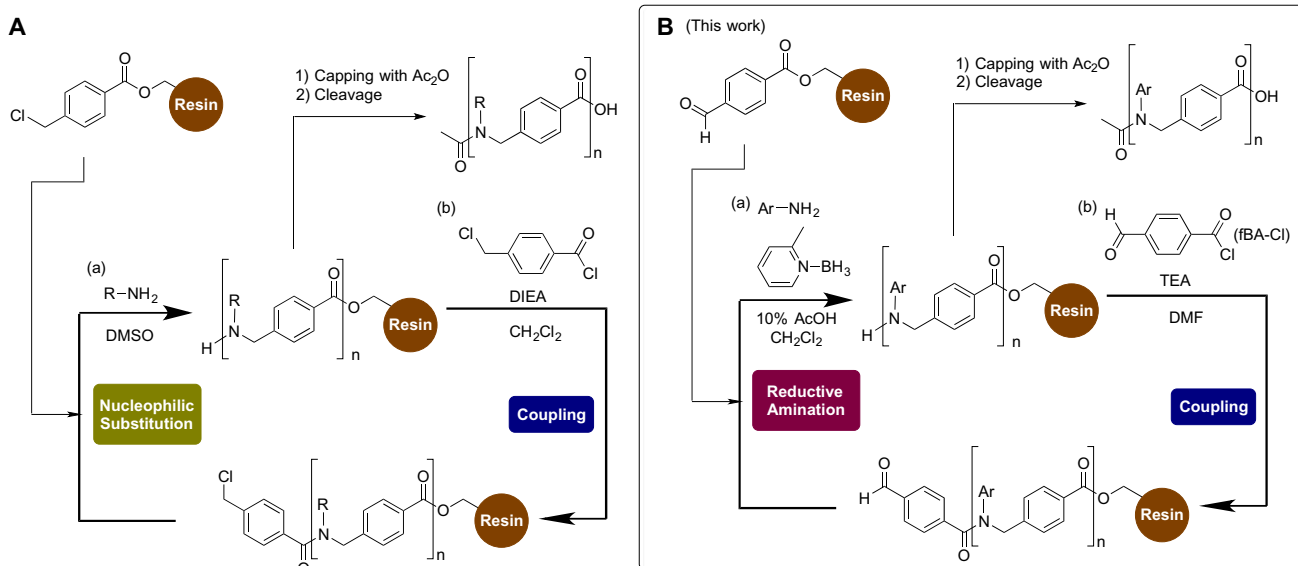 A
O
O
Resin
Cl
1) Capping with Ac2O
2) Cleavage
R
N
O
O
OH
n
(a)
R—NH2
DMSO
R
N
H
O
O
Resin
n
(b)
Cl
O
Cl
DIEA
CH2Cl2
Nucleophilic
Substitution
Coupling
Cl
O
R
N
O
O
Resin
n
B (This work)
O
O
Resin
O
H
1) Capping with Ac2O
2) Cleavage
Ar
N
O
O
OH
n
(a)
Ar—NH2
N—BH3
10% AcOH
CH2Cl2
Ar
N
H
O
O
Resin
n
(b)
H
O
O
Cl
(fBA-Cl)
TEA
DMF
Reductive
Amination
Coupling
O
H
O
Ar
N
O
O
Resin
n